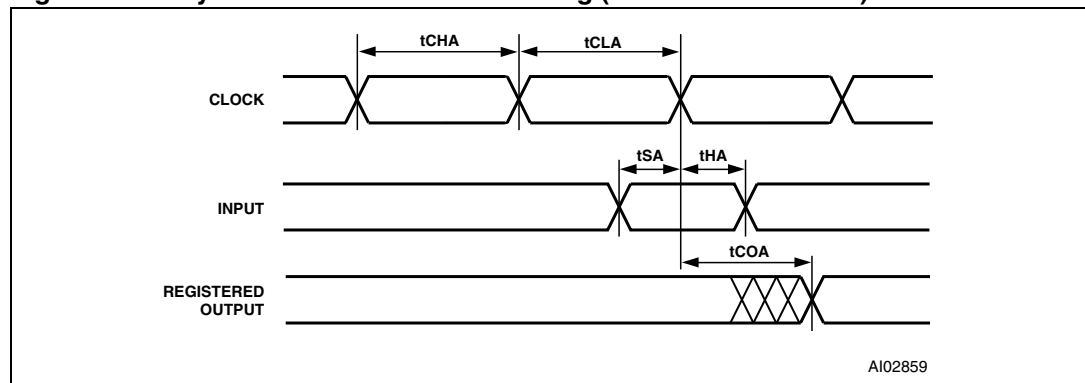 tCHA
tCLA
CLOCK
tSA
tHA
INPUT
tCOA
REGISTERED
OUTPUT
AI02859